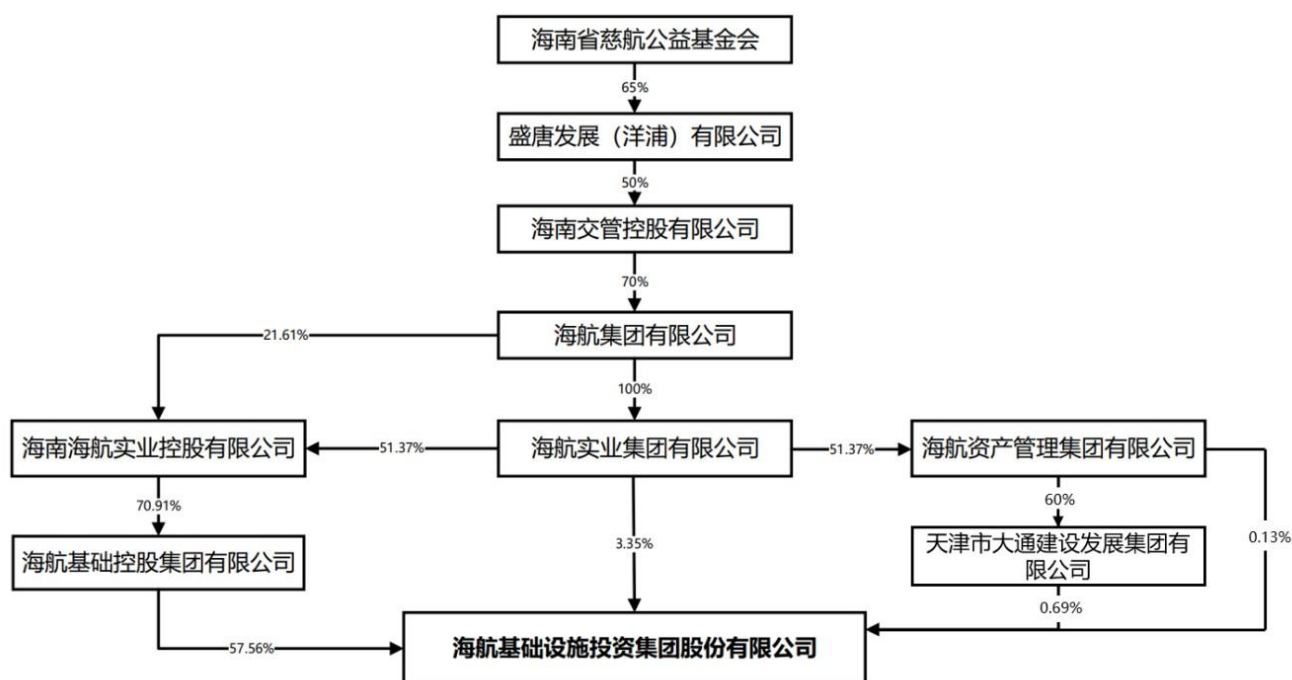 海南省慈航公益基金会
65%
盛唐发展（洋浦）有限公司
50%
海南交管控股有限公司
70%
海航集团有限公司
21.61%
100%
海南海航实业控股有限公司
51.37%
海航实业集团有限公司
51.37%
海航资产管理集团有限公司
70.91%
60%
海航基础控股集团有限公司
3.35%
天津市大通建设发展集团有
限公司
0.13%
0.69%
57.56%
海航基础设施投资集团股份有限公司